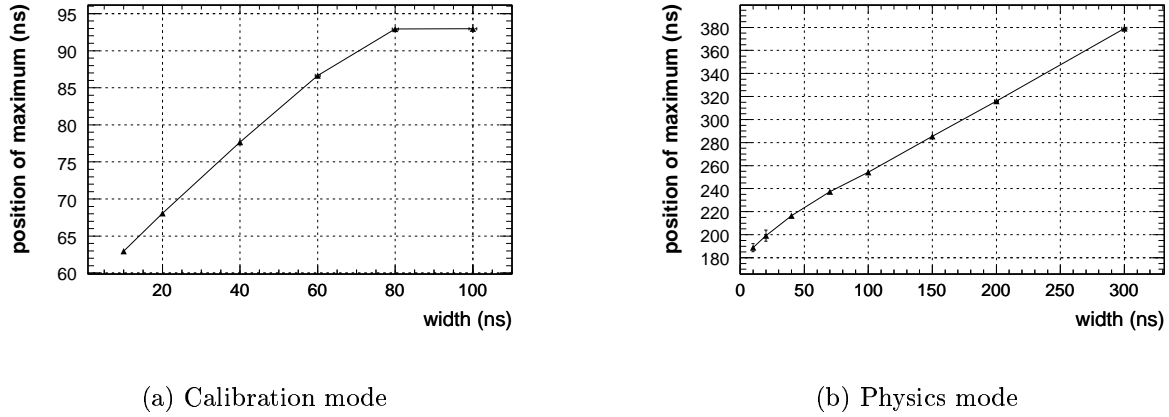 position of maximum (ns)
95
90
85
80
75
70
65
60
20 40 60 80 100
width (ns)
(a) Calibration mode
position of maximum (ns)
380
360
340
320
300
280
260
240
220
200
180
0 50 100 150 200 250 300
width (ns)
(b) Physics mode